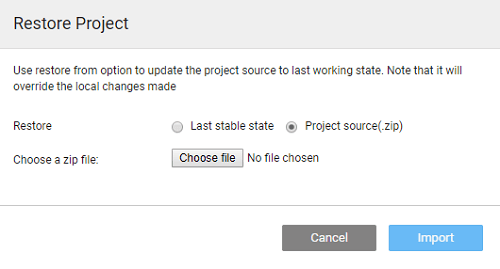 Restore Project
Use restore from option to update the project source to last working state. Note that it will
override the local changes made
Restore Last stable state Project source(.zip)
Choose a zip file: Choose file No file chosen
Cancel Import